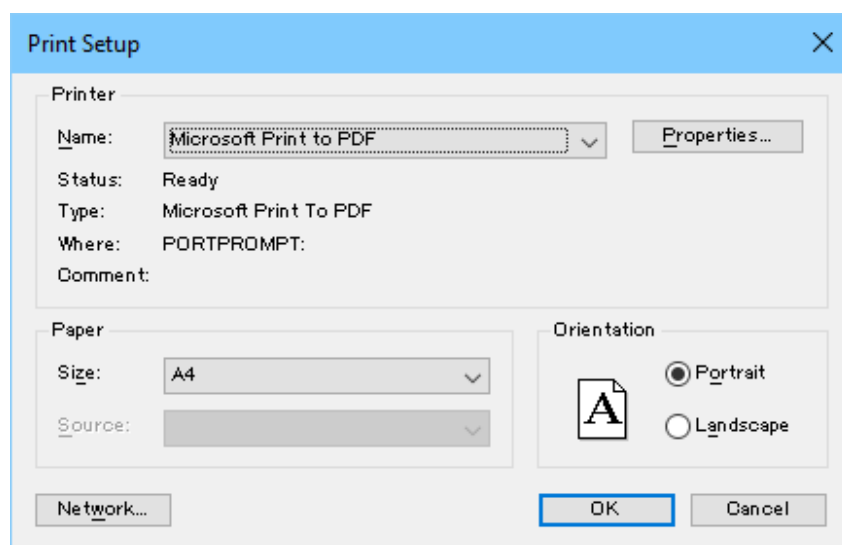 Print Setup
Printer
Name: Microsoft Print to PDF Properties...
Status: Ready
Type: Microsoft Print To PDF
Where: PORTPROMPT:
Comment:
Paper
Size: A4
Source:
Orientation
A
Portrait
Landscape
Network... OK Cancel